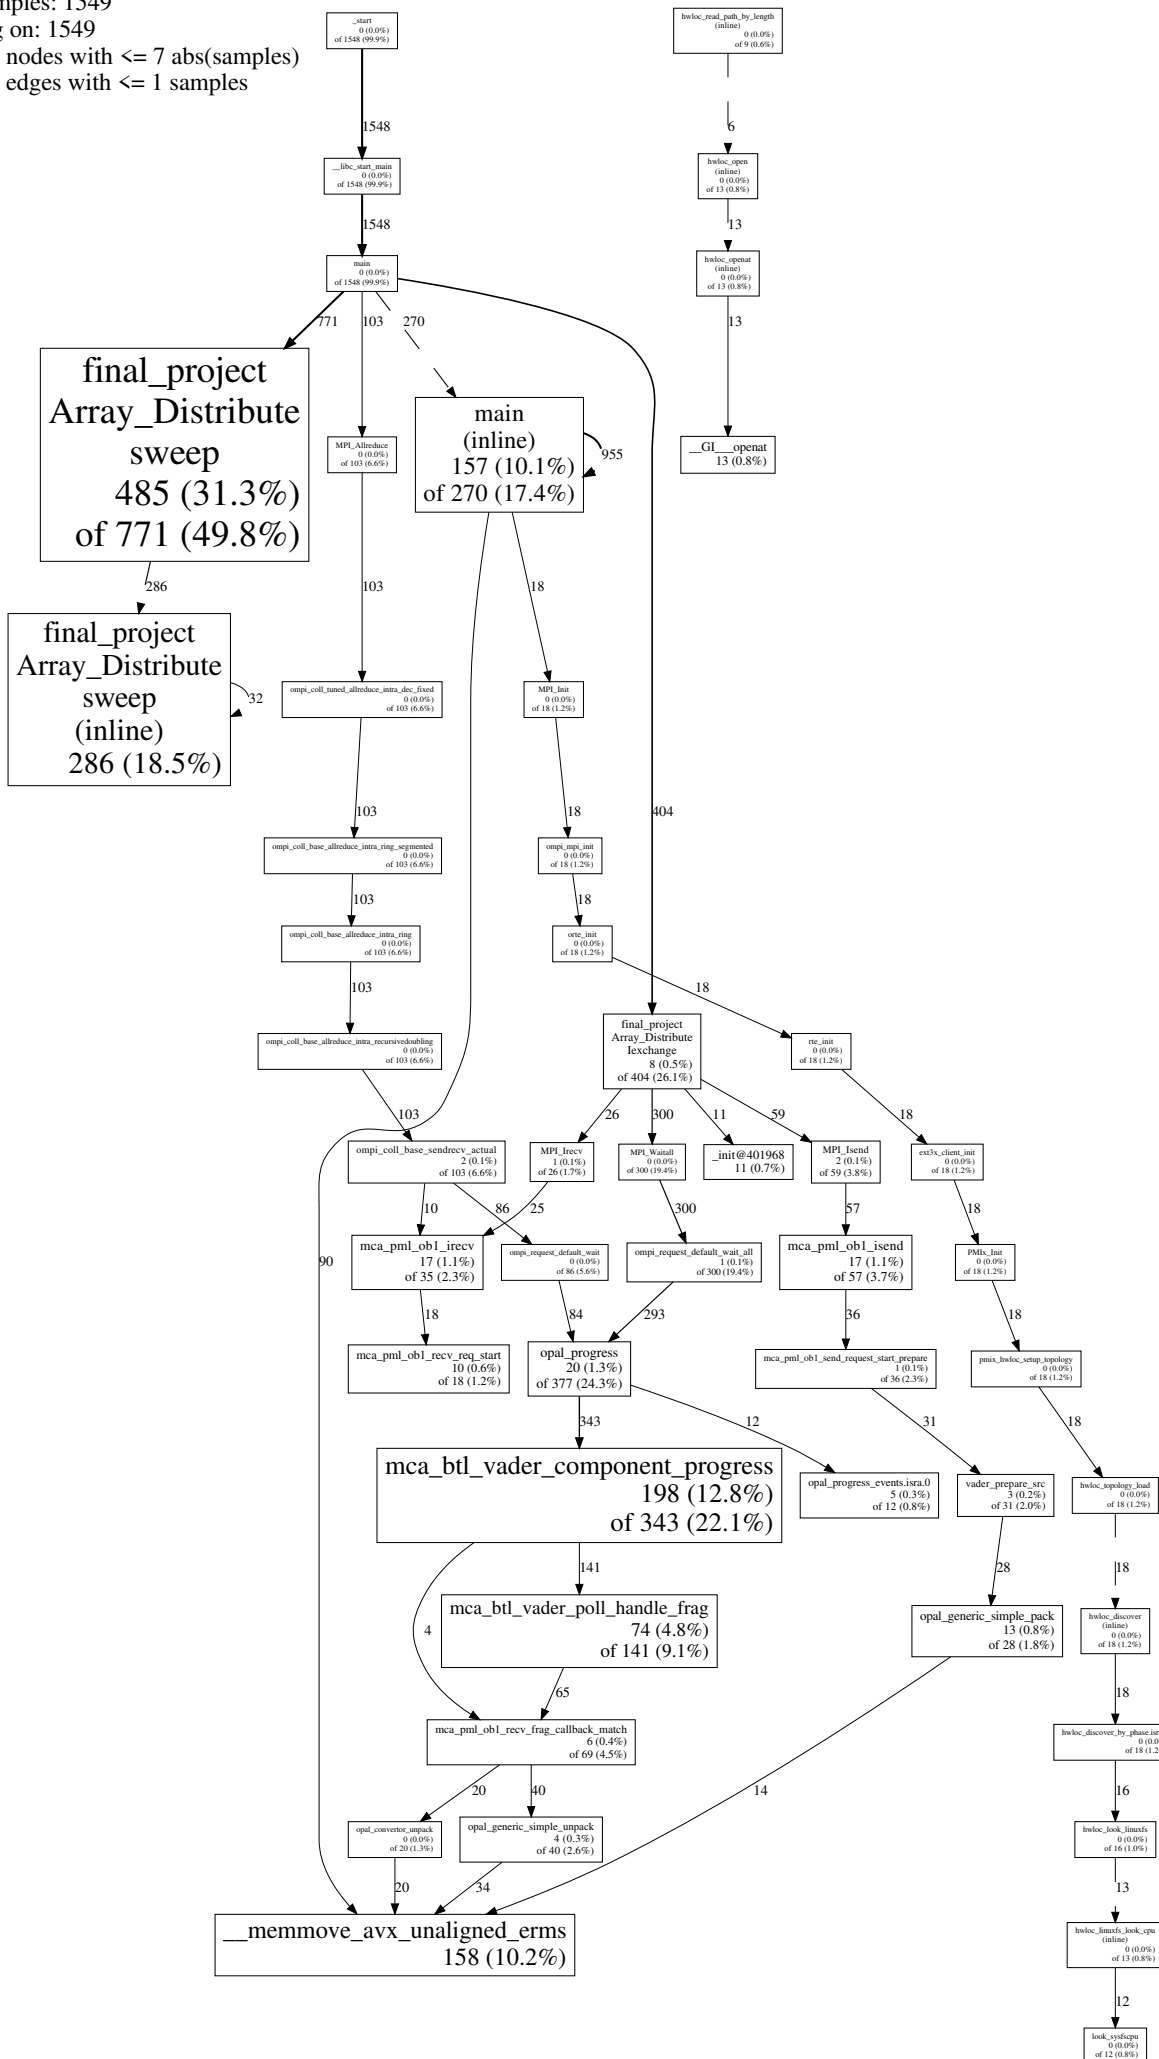 mples: 1549
g on: 1549
nodes with <= 7 abs(samples)
edges with <= 1 samples
_start
0 (0.0%)
of 1548 (99.9%)
hwloc_read_path_by_length
(inline)
0 (0.0%)
of 9 (0.6%)
1548
6
__libc_start_main
0 (0.0%)
of 1548 (99.9%)
hwloc_open
(inline)
0 (0.0%)
of 13 (0.8%)
1548
13
main
0 (0.0%)
of 1548 (99.9%)
hwloc_openat
(inline)
0 (0.0%)
of 13 (0.8%)
771
103
270
13
final_project
Array_Distribute
sweep
485 (31.3%)
of 771 (49.8%)
MPI_Allreduce
0 (0.0%)
of 103 (6.6%)
main
(inline)
157 (10.1%)
of 270 (17.4%)
955
__GI___openat
13 (0.8%)
286
103
18
final_project
Array_Distribute
sweep
(inline)
286 (18.5%)
32
ompi_coll_tuned_allreduce_intra_dec_fixed
0 (0.0%)
of 103 (6.6%)
MPI_Init
0 (0.0%)
of 18 (1.2%)
103
18
404
ompi_coll_base_allreduce_intra_ring_segmented
0 (0.0%)
of 103 (6.6%)
ompi_mpi_init
0 (0.0%)
of 18 (1.2%)
103
18
ompi_coll_base_allreduce_intra_ring
0 (0.0%)
of 103 (6.6%)
orte_init
0 (0.0%)
of 18 (1.2%)
103
18
ompi_coll_base_allreduce_intra_recursivedoubling
0 (0.0%)
of 103 (6.6%)
final_project
Array_Distribute
Iexchange
8 (0.5%)
of 404 (26.1%)
rte_init
0 (0.0%)
of 18 (1.2%)
103
26
300
11
59
18
ompi_coll_base_sendrecv_actual
2 (0.1%)
of 103 (6.6%)
MPI_Irecv
1 (0.1%)
of 26 (1.7%)
MPI_Waitall
0 (0.0%)
of 300 (19.4%)
_init@401968
11 (0.7%)
MPI_Isend
2 (0.1%)
of 59 (3.8%)
ext3x_client_init
0 (0.0%)
of 18 (1.2%)
90
10
86
25
300
57
18
mca_pml_ob1_irecv
17 (1.1%)
of 35 (2.3%)
ompi_request_default_wait
0 (0.0%)
of 86 (5.6%)
ompi_request_default_wait_all
1 (0.1%)
of 300 (19.4%)
mca_pml_ob1_isend
17 (1.1%)
of 57 (3.7%)
PMIx_Init
0 (0.0%)
of 18 (1.2%)
18
84
293
36
18
mca_pml_ob1_recv_req_start
10 (0.6%)
of 18 (1.2%)
opal_progress
20 (1.3%)
of 377 (24.3%)
mca_pml_ob1_send_request_start_prepare
1 (0.1%)
of 36 (2.3%)
pmix_hwloc_setup_topology
0 (0.0%)
of 18 (1.2%)
343
12
31
18
mca_btl_vader_component_progress
198 (12.8%)
of 343 (22.1%)
opal_progress_events.isra.0
5 (0.3%)
of 12 (0.8%)
vader_prepare_src
3 (0.2%)
of 31 (2.0%)
hwloc_topology_load
0 (0.0%)
of 18 (1.2%)
4
141
28
18
mca_btl_vader_poll_handle_frag
74 (4.8%)
of 141 (9.1%)
opal_generic_simple_pack
13 (0.8%)
of 28 (1.8%)
hwloc_discover
(inline)
0 (0.0%)
of 18 (1.2%)
65
18
mca_pml_ob1_recv_frag_callback_match
6 (0.4%)
of 69 (4.5%)
hwloc_discover_by_phase.isr
0 (0.0
of 18 (1.2
20
40
14
16
opal_convertor_unpack
0 (0.0%)
of 20 (1.3%)
opal_generic_simple_unpack
4 (0.3%)
of 40 (2.6%)
hwloc_look_linuxfs
0 (0.0%)
of 16 (1.0%)
20
34
13
__memmove_avx_unaligned_erms
158 (10.2%)
hwloc_linuxfs_look_cpu
(inline)
0 (0.0%)
of 13 (0.8%)
12
look_sysfscpu
0 (0.0%)
of 12 (0.8%)